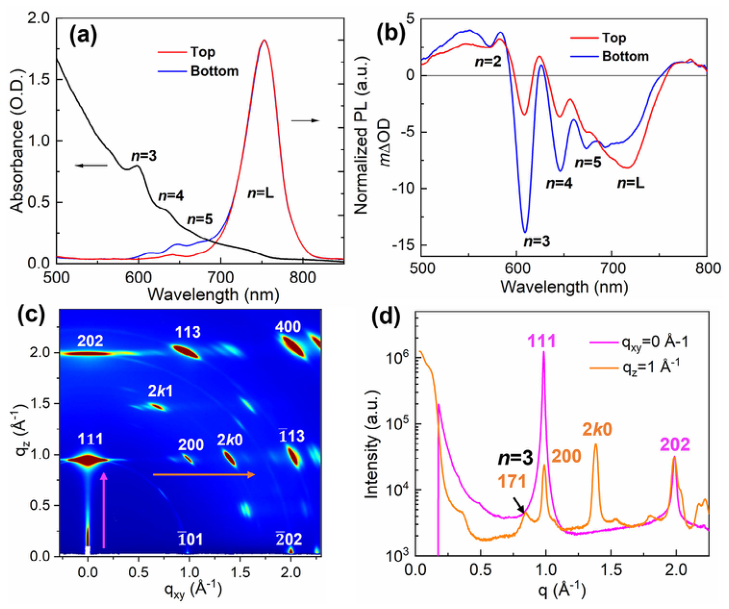 (a)
Top
Bottom
n=3
n=4
n=5
n=L
Absorbance (O.D.)
Normalized PL (a.u.)
2.0
1.5
1.0
0.5
0.0
500 600 700 800
Wavelength (nm)
(b)
Top
Bottom
n=2
n=3
n=4
n=5
n=L
mΔOD
5
0
-5
-10
-15
500 600 700 800
Wavelength (nm)
(c)
202
113
400
2k1
111
200
2k0
1̅13
1̅01
2̅02
qz (Å-1)
2.0
1.5
1.0
0.5
0.0
0.0 0.5 1.0 1.5 2.0
qxy (Å-1)
(d)
111
qxy=0 Å-1
qz=1 Å-1
n=3
171
200
2k0
202
Intensity (a.u.)
10^6
10^5
10^4
10^3
0.0 0.5 1.0 1.5 2.0
q (Å-1)